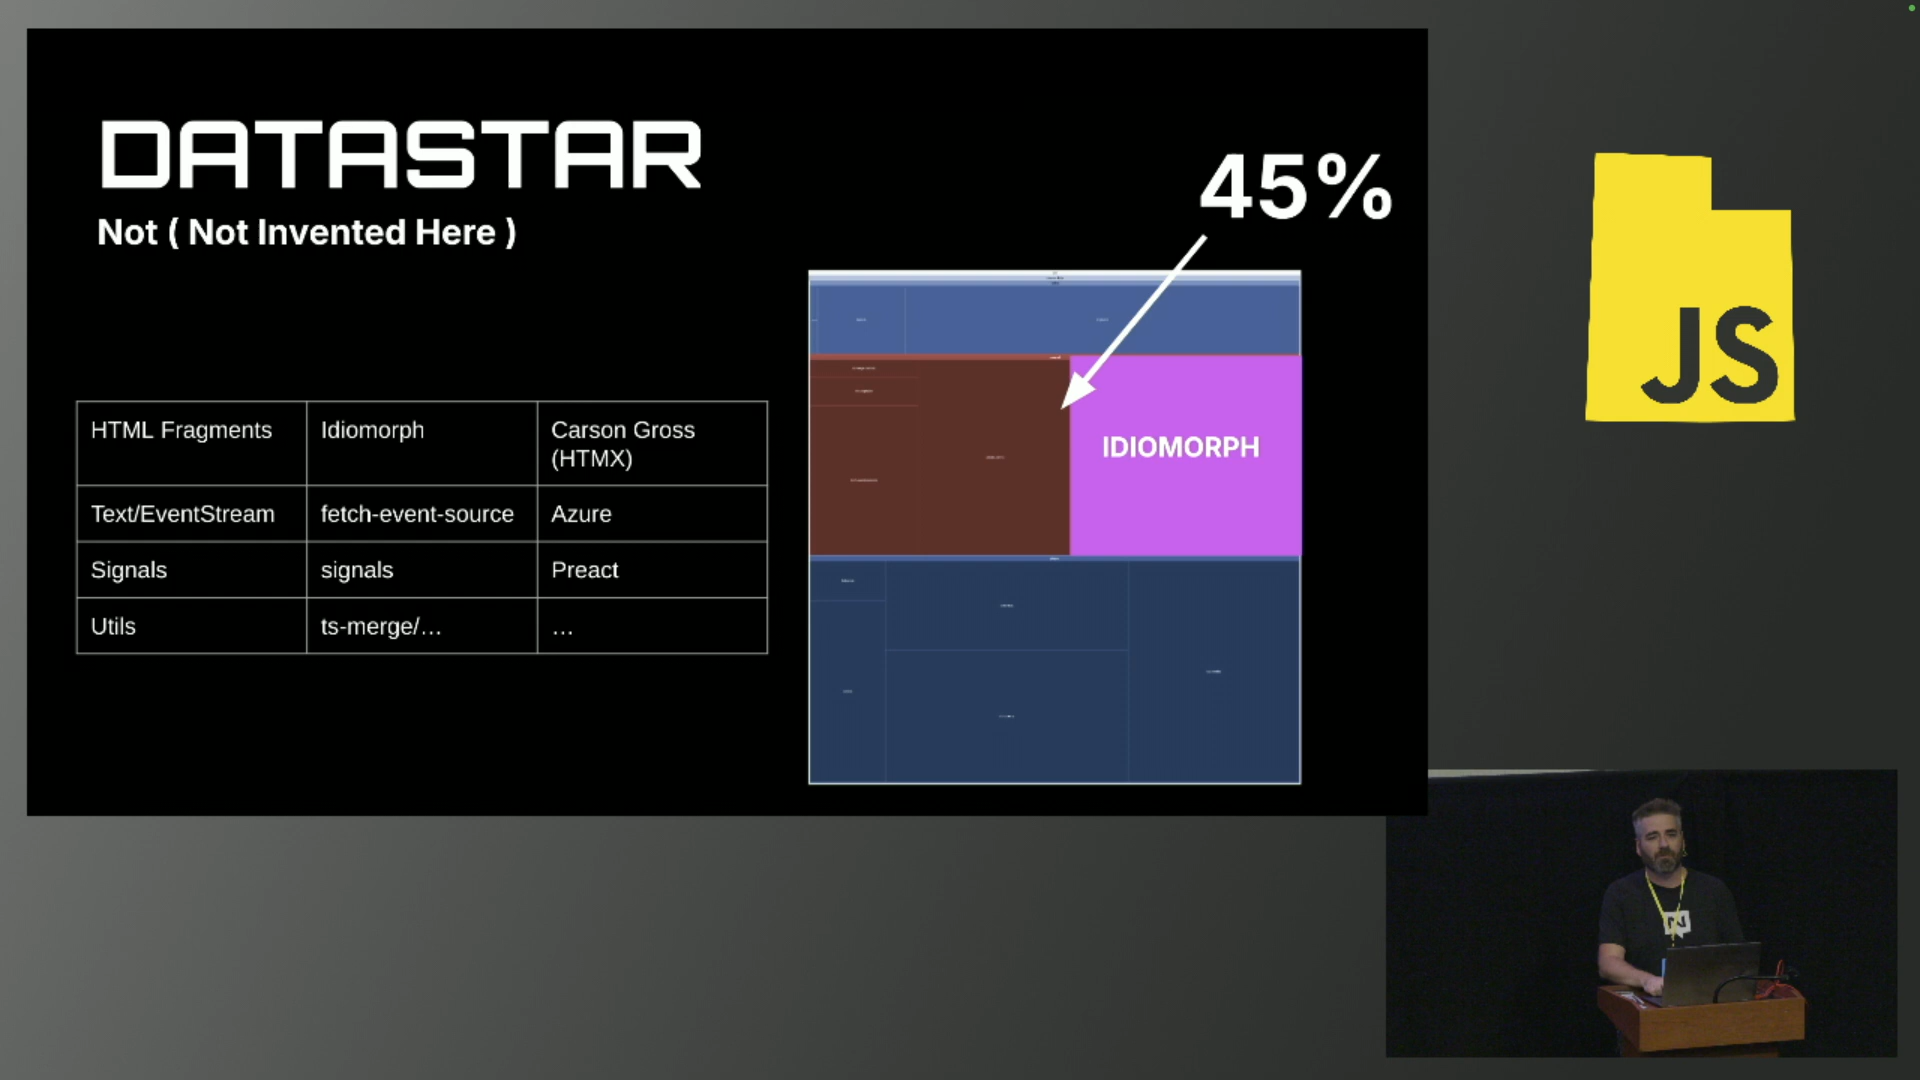 DATASTAR
Not ( Not Invented Here )
45%
HTML Fragments
Idiomorph
Carson Gross
(HTMX)
Text/EventStream
fetch-event-source
Azure
Signals
signals
Preact
Utils
ts-merge/…
…
IDIOMORPH
JS
N